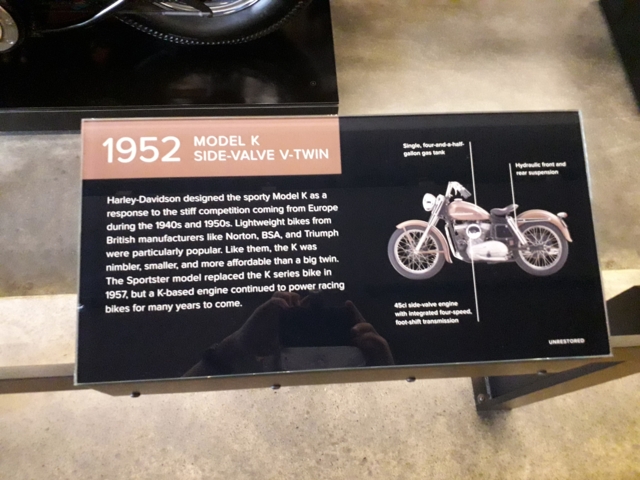 1952 MODEL K
SIDE-VALVE V-TWIN
Harley-Davidson designed the sporty Model K as a
response to the stiff competition coming from Europe
during the 1940s and 1950s. Lightweight bikes from
British manufacturers like Norton, BSA, and Triumph
were particularly popular. Like them, the K was
nimbler, smaller, and more affordable than a big twin.
The Sportster model replaced the K series bike in
1957, but a K-based engine continued to power racing
bikes for many years to come.
Single, four-and-a-half-
gallon gas tank
Hydraulic front and
rear suspension
45ci side-valve engine
with integrated four-speed,
foot-shift transmission
UNRESTORED